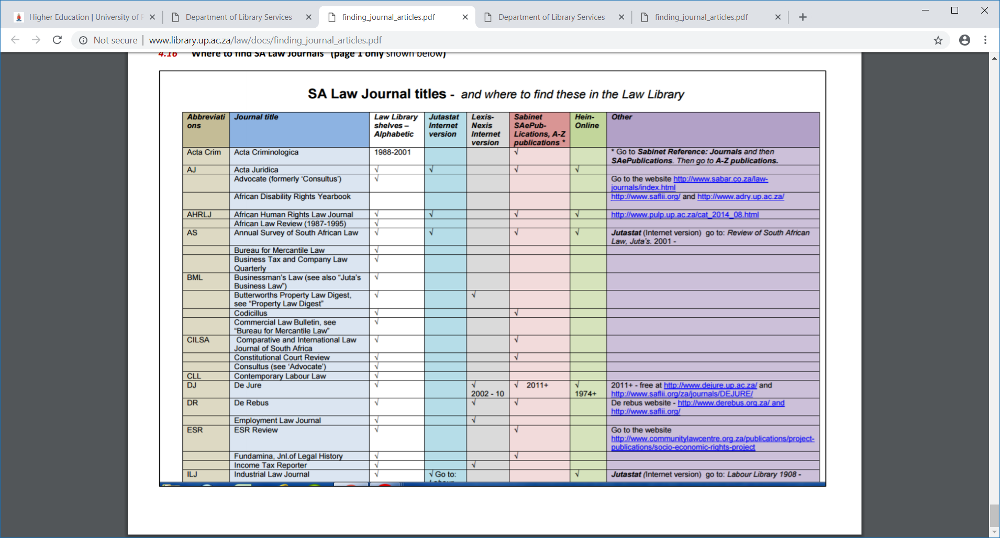 Higher Education | University of P
Department of Library Services
finding_journal_articles.pdf
Department of Library Services
finding_journal_articles.pdf
Not secure | www.library.up.ac.za/law/docs/finding_journal_articles.pdf
4.16 Where to find SA Law Journals (page 1 only shown below)
SA Law Journal titles - and where to find these in the Law Library
Abbreviati
ons
Journal title
Law Library
shelves –
Alphabetic
Jutastat
Internet
version
Lexis-
Nexis
Internet
version
Sabinet
SAePub-
Lications, A-Z
publications *
Hein-
Online
Other
Acta Crim Acta Criminologica 1988-2001 √ * Go to Sabinet Reference: Journals and then
SAePublications. Then go to A-Z publications.
AJ Acta Juridica √ √ √ √
Advocate (formerly ‘Consultus’) √ Go to the website http://www.sabar.co.za/law-
journals/index.html
African Disability Rights Yearbook http://www.saflii.org/ and http://www.adry.up.ac.za/
AHRLJ African Human Rights Law Journal √ √ √ √ http://www.pulp.up.ac.za/cat_2014_08.html
African Law Review (1987-1995) √
AS Annual Survey of South African Law √ √ √ √ Jutastat (Internet version) go to: Review of South African
Law, Juta’s. 2001 -
Bureau for Mercantile Law √
Business Tax and Company Law √
Quarterly
BML Businessman’s Law (see also “Juta’s √
Business Law”)
Butterworths Property Law Digest, √ √
see “Property Law Digest”
Codicillus √ √
Commercial Law Bulletin, see √
“Bureau for Mercantile Law”
CILSA Comparative and International Law √ √
Journal of South Africa
Constitutional Court Review √ √
Consultus (see ‘Advocate’) √
CLL Contemporary Labour Law √
DJ De Jure √ √ √ 2011+ √ 2011+ - free at http://www.dejure.up.ac.za/ and
2002 - 10 1974+ http://www.saflii.org/za/journals/DEJURE/
DR De Rebus √ √ √ De rebus website - http://www.derebus.org.za/ and
http://www.saflii.org/
Employment Law Journal √ √
ESR ESR Review √ √ Go to the website
http://www.communitylawcentre.org.za/publications/project-
publications/socio-economic-rights-project
Fundamina, Jnl.of Legal History √ √
Income Tax Reporter √ √
ILJ Industrial Law Journal √ √ Go to: √ Jutastat (Internet version) go to: Labour Library 1908 -